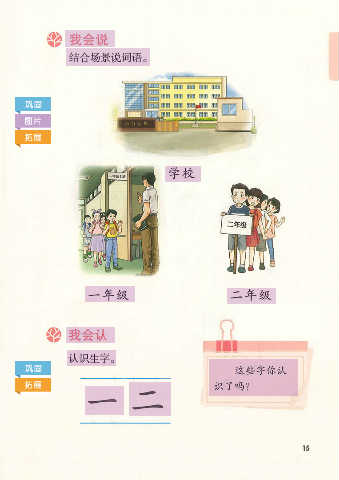 我会说
结合场景说词语。
巩固
图片
拓展
学校
二年级
一年级
二年级
我会认
认识生字。
巩固
拓展
一 二
这些字你认
识了吗？
15